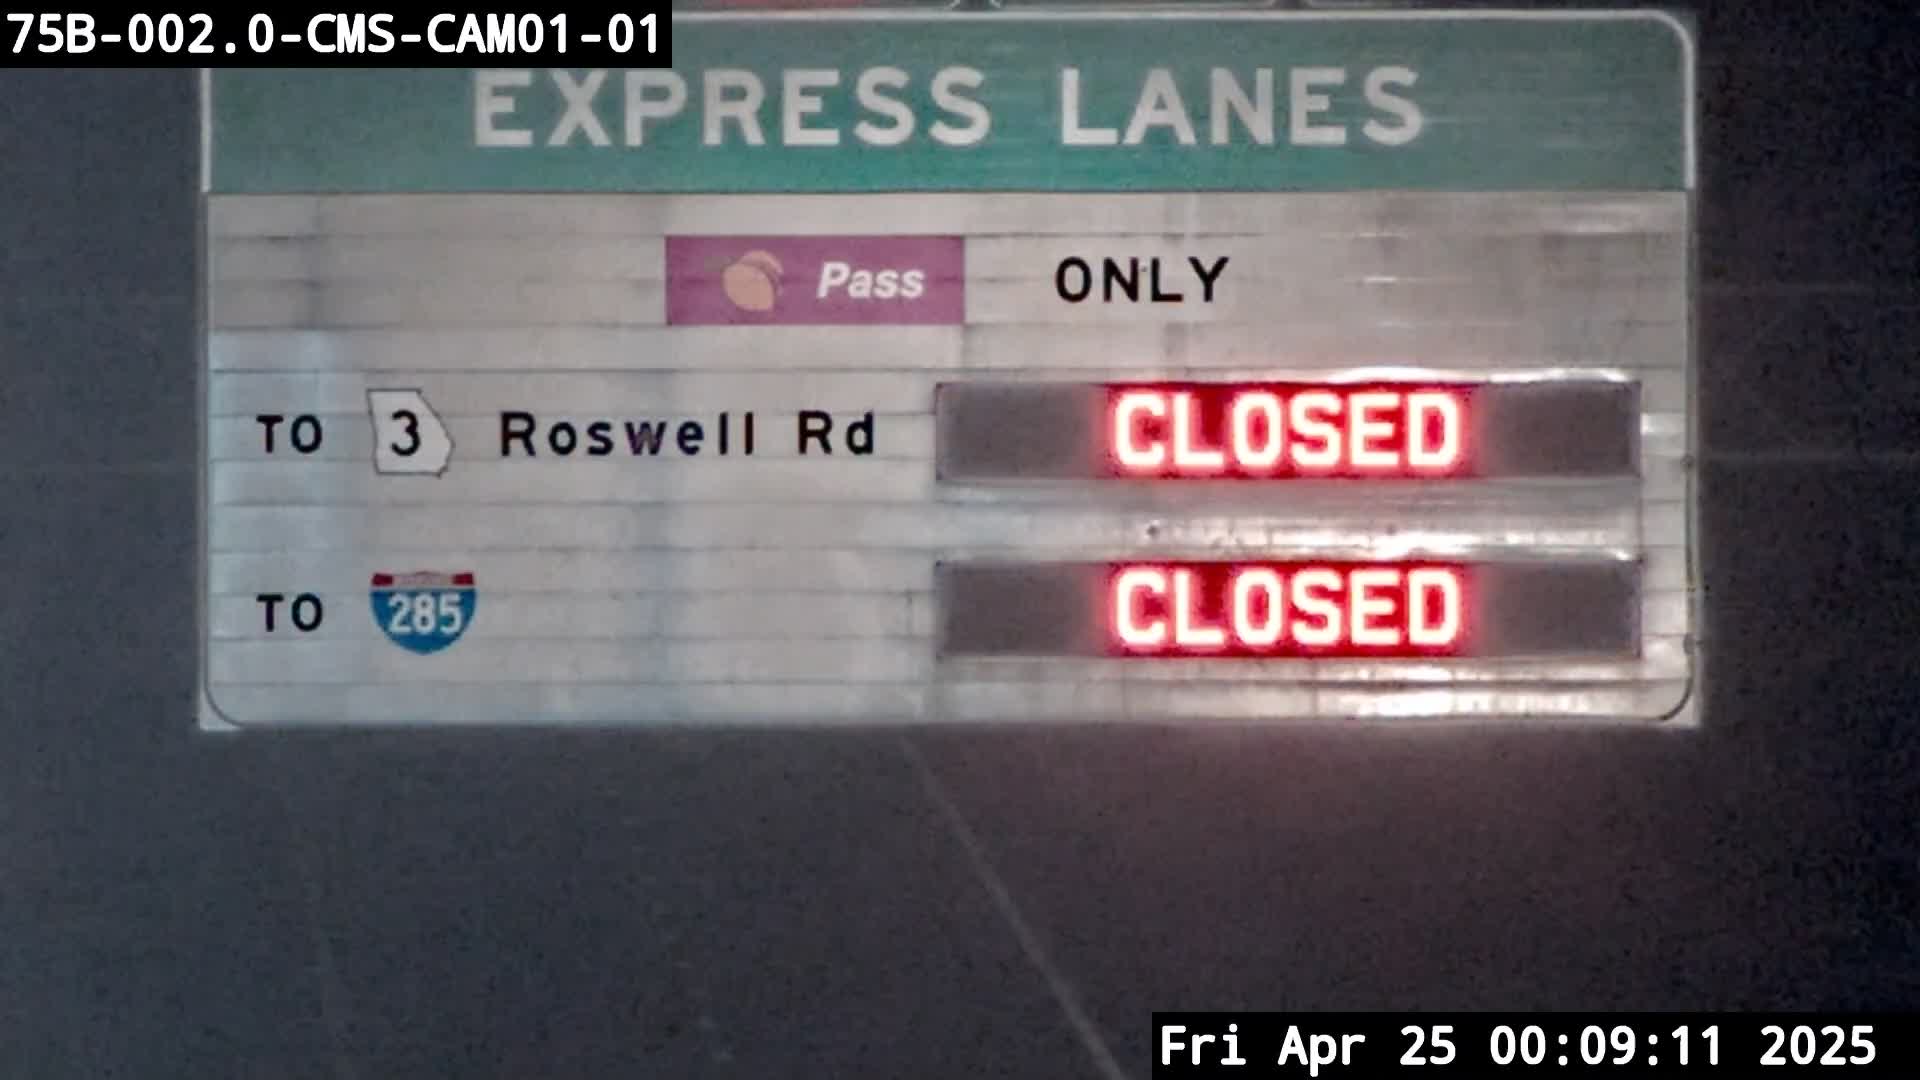 75B-002.0-CMS-CAM01-01
EXPRESS LANES
Pass ONLY
TO 3 Roswell Rd CLOSED
TO 285 CLOSED
Fri Apr 25 00:09:11 2025